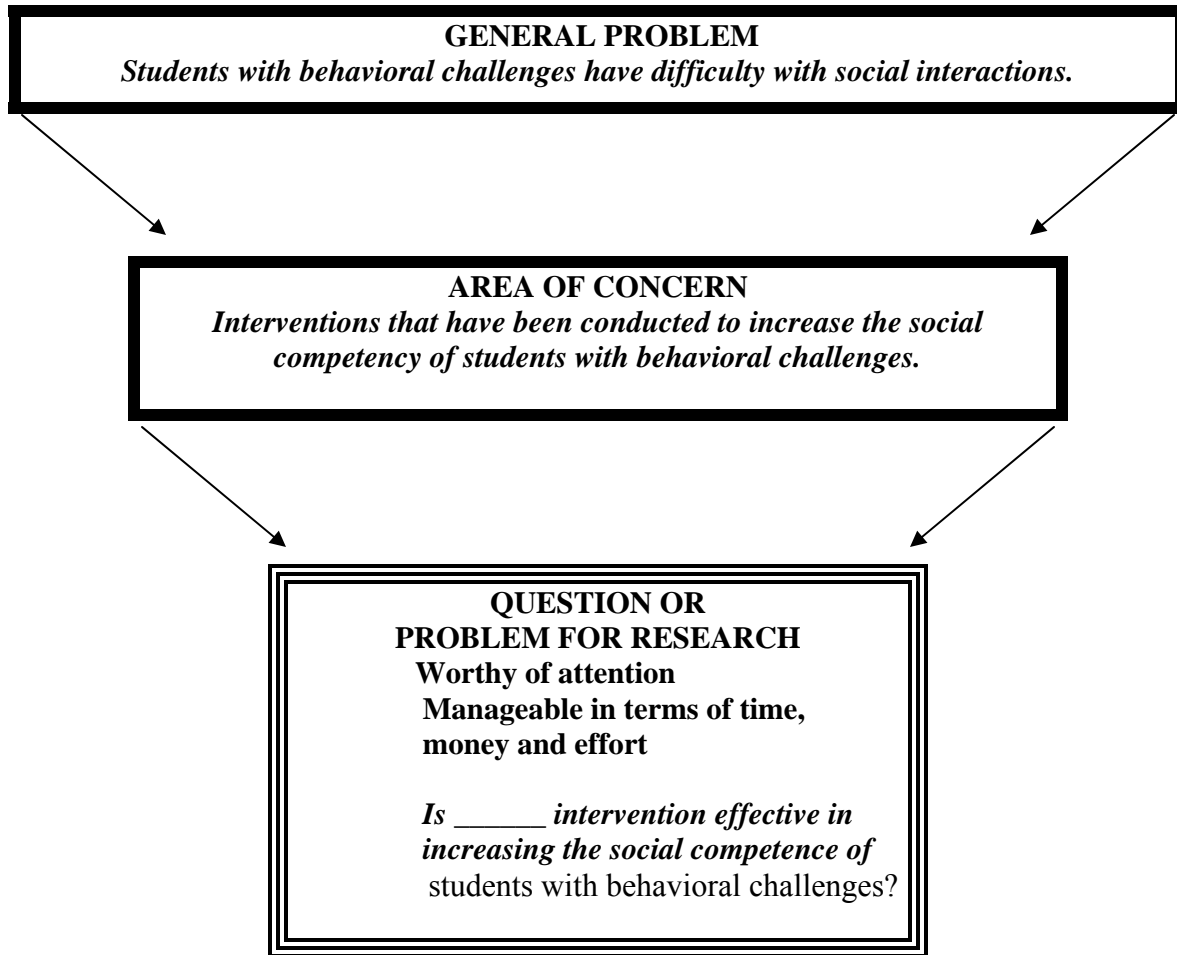 GENERAL PROBLEM
Students with behavioral challenges have difficulty with social interactions.
AREA OF CONCERN
Interventions that have been conducted to increase the social
competency of students with behavioral challenges.
QUESTION OR
PROBLEM FOR RESEARCH
Worthy of attention
Manageable in terms of time,
money and effort
Is ______ intervention effective in
increasing the social competence of
students with behavioral challenges?